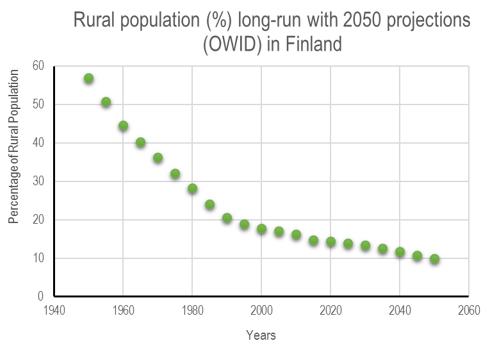 Rural population (%) long-run with 2050 projections
(OWID) in Finland
Percentage of Rural Population
60
50
40
30
20
10
0
1940 1960 1980 2000 2020 2040 2060
Years